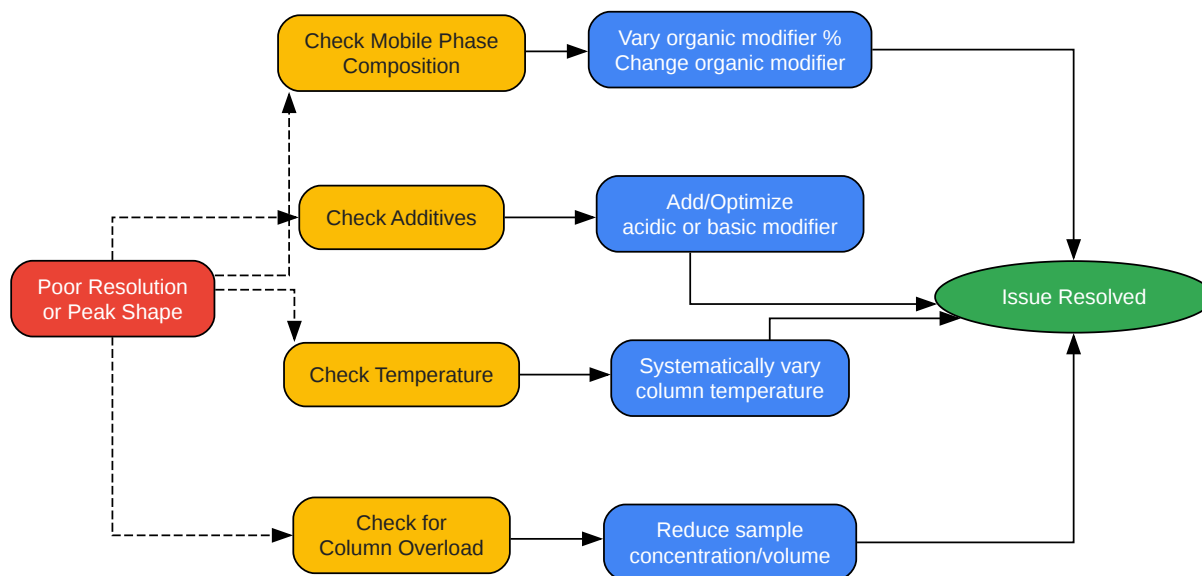 Check Mobile Phase
Composition
Vary organic modifier %
Change organic modifier
Check Additives
Add/Optimize
acidic or basic modifier
Poor Resolution
or Peak Shape
Issue Resolved
Check Temperature
Systematically vary
column temperature
Check for
Column Overload
Reduce sample
concentration/volume